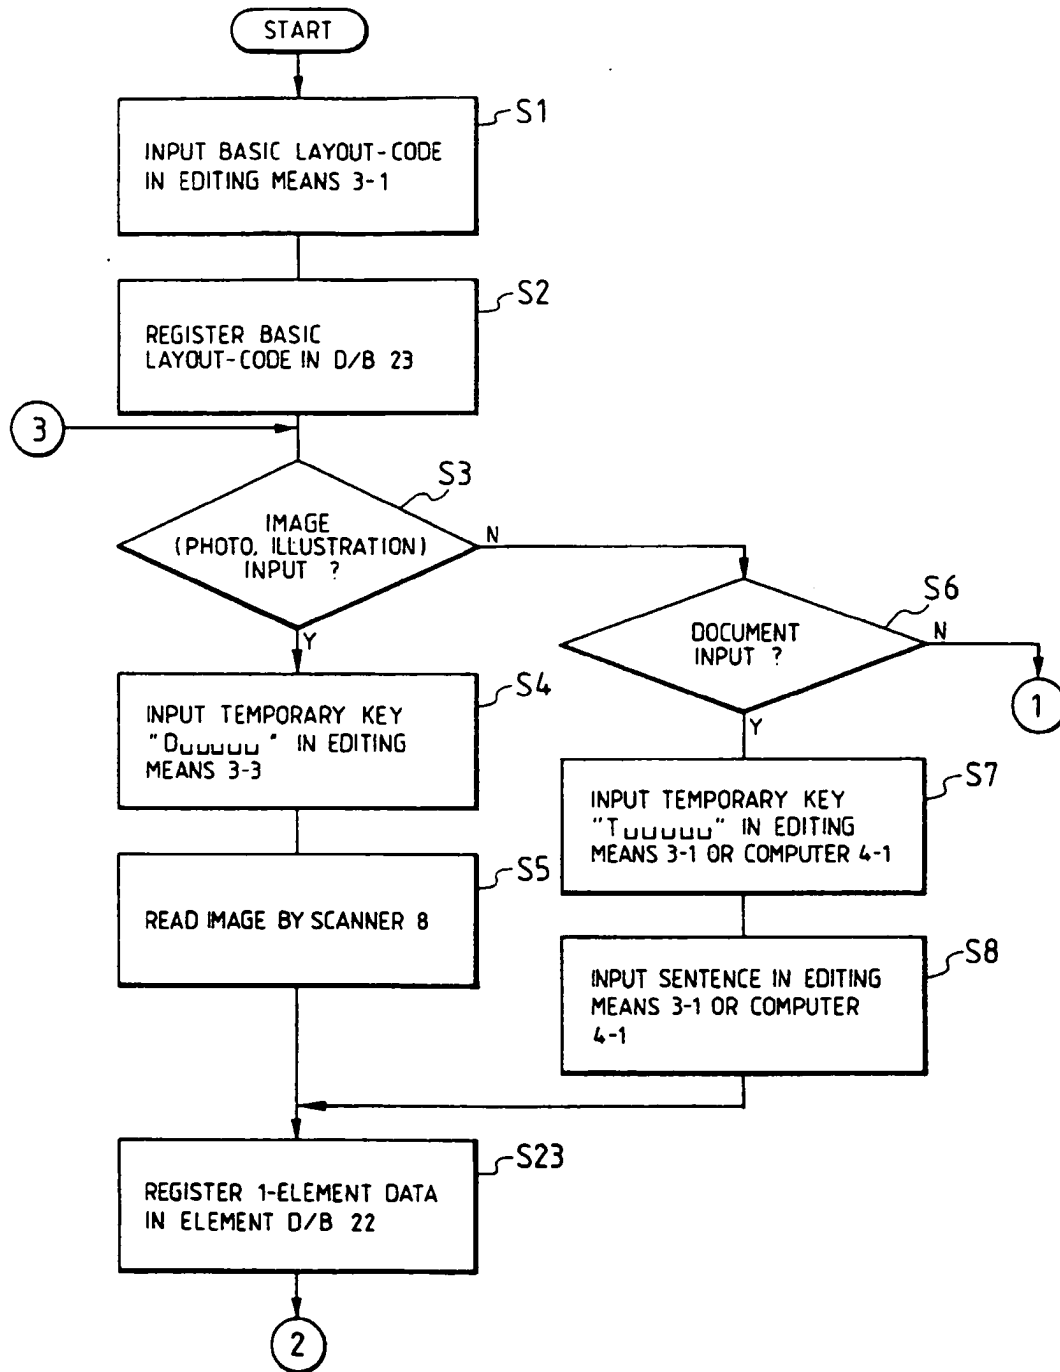 START
S1
INPUT BASIC LAYOUT-CODE
IN EDITING MEANS 3-1
S2
REGISTER BASIC
LAYOUT-CODE IN D/B 23
3
S3
IMAGE
(PHOTO, ILLUSTRATION)
INPUT ?
N
Y
S6
DOCUMENT
INPUT ?
N
Y
1
S4
INPUT TEMPORARY KEY
"D␣␣␣␣␣" IN EDITING
MEANS 3-3
S7
INPUT TEMPORARY KEY
"T␣␣␣␣␣" IN EDITING
MEANS 3-1 OR COMPUTER 4-1
S5
READ IMAGE BY SCANNER 8
S8
INPUT SENTENCE IN EDITING
MEANS 3-1 OR COMPUTER
4-1
S23
REGISTER 1-ELEMENT DATA
IN ELEMENT D/B 22
2